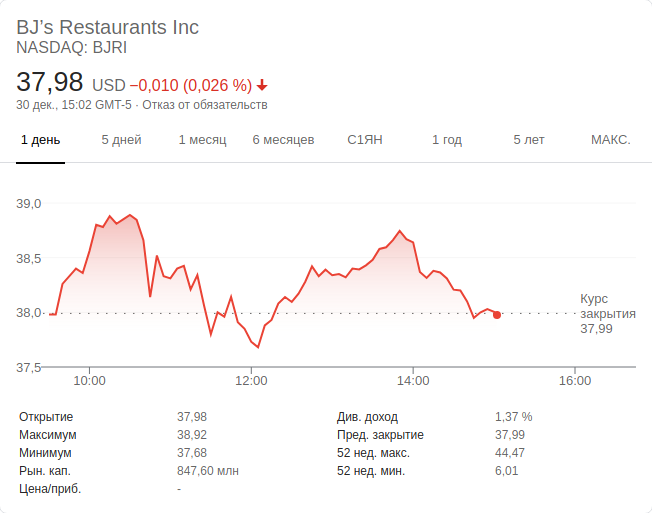 BJ’s Restaurants Inc
NASDAQ: BJRI
37,98 USD −0,010 (0,026 %)
30 дек., 15:02 GMT-5 · Отказ от обязательств
1 день 5 дней 1 месяц 6 месяцев С1ЯН 1 год 5 лет МАКС.
39,0
38,5
38,0
37,5
Курс
закрытия
37,99
10:00 12:00 14:00 16:00
Открытие 37,98 Див. доход 1,37 %
Максимум 38,92 Пред. закрытие 37,99
Минимум 37,68 52 нед. макс. 44,47
Рын. кап. 847,60 млн 52 нед. мин. 6,01
Цена/приб. -